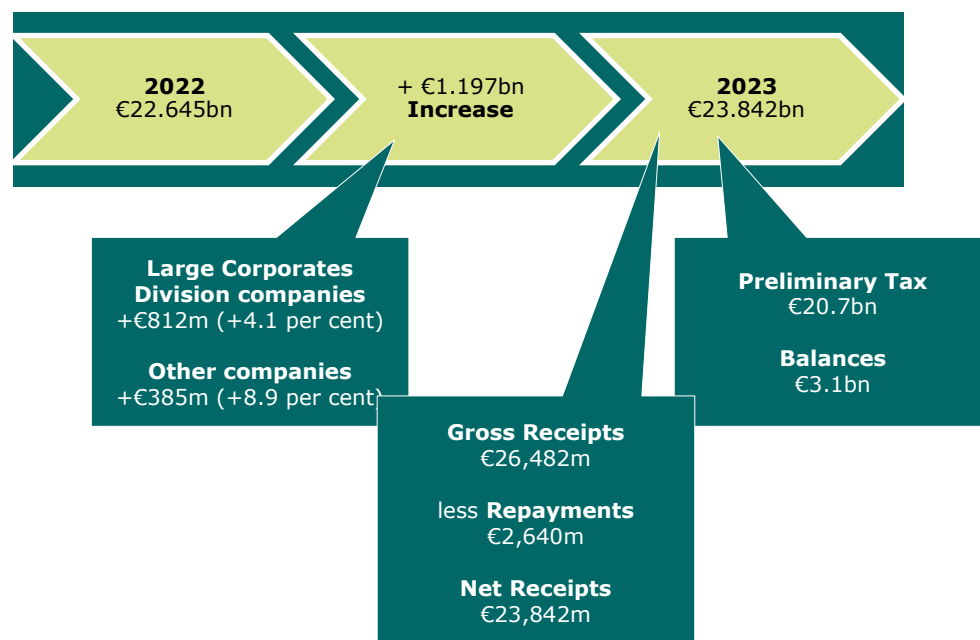 2022
€22.645bn
+ €1.197bn
Increase
2023
€23.842bn
Large Corporates
Division companies
+€812m (+4.1 per cent)
Other companies
+€385m (+8.9 per cent)
Gross Receipts
€26,482m
less Repayments
€2,640m
Net Receipts
€23,842m
Preliminary Tax
€20.7bn
Balances
€3.1bn